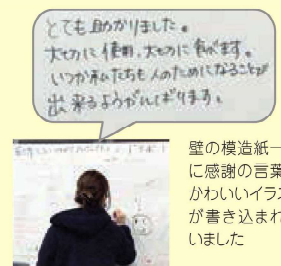 とても助かりました。
大切に使用、大切に食べます。
いつか私たちも人のためになることが
出来るようがんばります。
壁の模造紙一
に感謝の言葉
かわいいイラス
が書き込まれ
いました